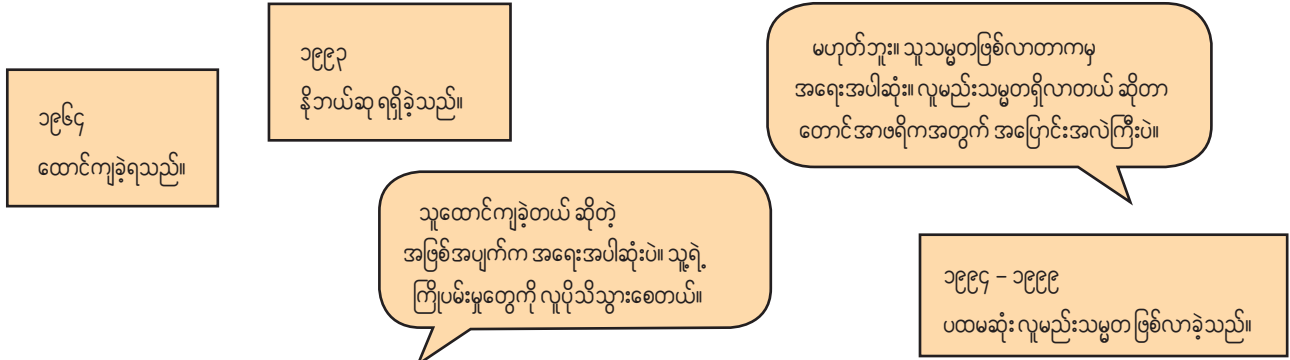 ၁၉၆၄
ထောင်ကျခဲ့ရသည်။
၁၉၉၃
နိုဘယ်ဆု ရရှိခဲ့သည်။
သူထောင်ကျခဲ့တယ် ဆိုတဲ့
အဖြစ်အပျက်က အရေးအပါဆုံးပဲ။ သူ့ရဲ့
ကြိုပမ်းမှုတွေကို လူပိုသိသွားစေတယ်။
မဟုတ်ဘူး။ သူသမ္မတဖြစ်လာတာကမှ
အရေးအပါဆုံး။ လူမည်းသမ္မတရှိလာတယ် ဆိုတာ
တောင်အာဖရိကအတွက် အပြောင်းအလဲကြီးပဲ။
၁၉၉၄ – ၁၉၉၉
ပထမဆုံး လူမည်းသမ္မတ ဖြစ်လာခဲ့သည်။